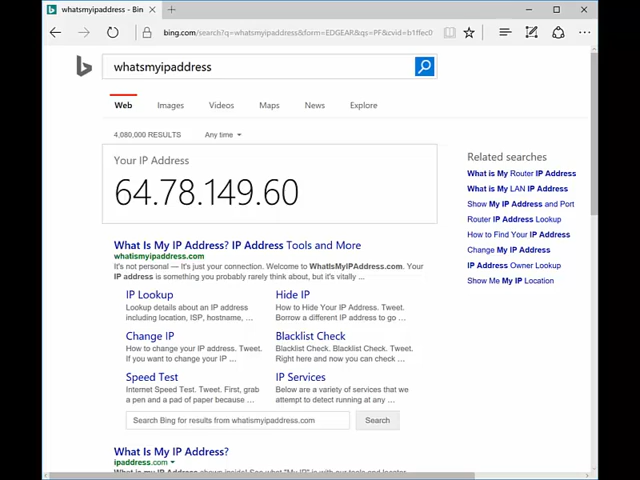 whatsmyipaddress - Bing
bing.com/search?q=whatsmyipaddress&form=EDGEAR&qs=PF&cvid=b1ffec0
whatsmyipaddress
Web Images Videos Maps News Explore
4,080,000 RESULTS Any time
Your IP Address
64.78.149.60
What Is My IP Address? IP Address Tools and More
whatismyipaddress.com
It's not personal — It's just your connection. Welcome to WhatIsMyIPAddress.com. Your
IP address is something you probably rarely think about, but it's vitally ...
IP Lookup
Lookup details about an IP address
including location, ISP, hostname, ...
Hide IP
How to Hide Your IP Address. Tweet.
Borrow a different IP address to go ...
Change IP
How to change your IP address. Tweet.
If you want to change your IP ...
Blacklist Check
Blacklist Check. Blacklist Check. Tweet.
Right here and now you can check ...
Speed Test
Internet Speed Test. Tweet. First, grab
a pen and a pad of paper because ...
IP Services
Below are a variety of services that we
attempt to detect running at any ...
Search Bing for results from whatismyipaddress.com
Search
What Is My IP Address?
ipaddress.com
Related searches
What is My Router IP Address
What is My LAN IP Address
Show My IP Address and Port
Router IP Address Lookup
How to Find Your IP Address
Change My IP Address
IP Address Owner Lookup
Show Me My IP Location